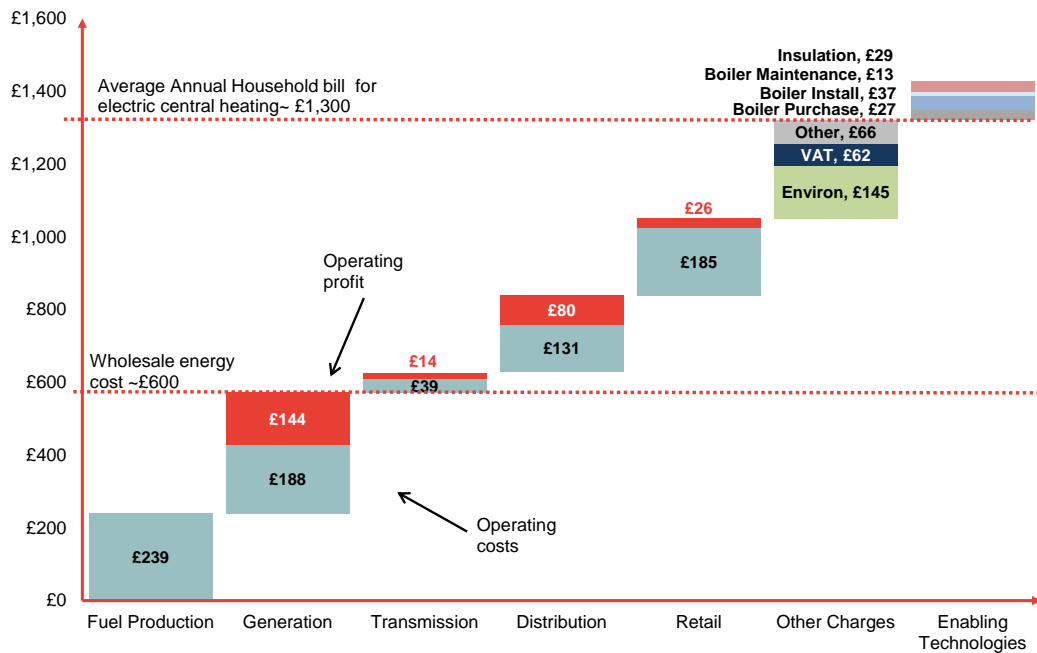 £1,600
£1,400
£1,200
£1,000
£800
£600
£400
£200
£0
Average Annual Household bill for
electric central heating~ £1,300
Wholesale energy
cost ~£600
Operating
profit
Operating
costs
£239
£144
£188
£14
£39
£80
£131
£26
£185
Insulation, £29
Boiler Maintenance, £13
Boiler Install, £37
Boiler Purchase, £27
Other, £66
VAT, £62
Environ, £145
Fuel Production
Generation
Transmission
Distribution
Retail
Other Charges
Enabling
Technologies